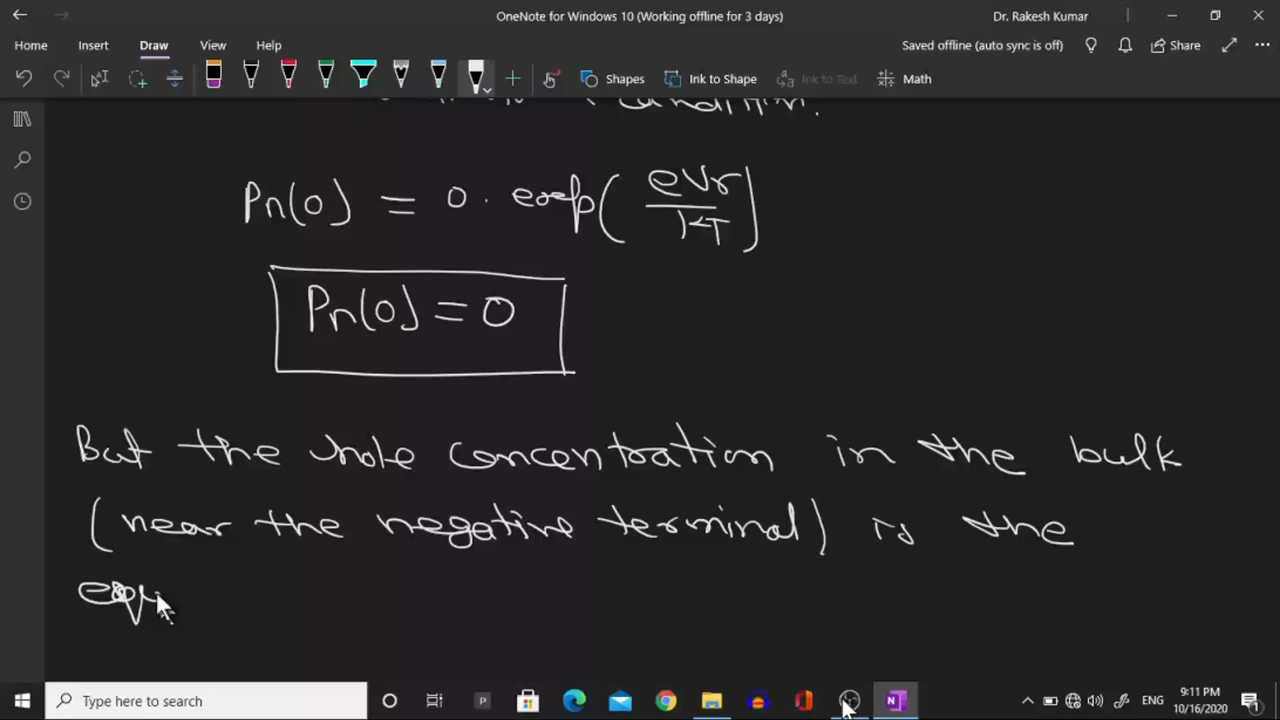 OneNote for Windows 10 (Working offline for 3 days)
Dr. Rakesh Kumar
Home Insert Draw View Help
Saved offline (auto sync is off)
Share
Shapes
Ink to Shape
Ink to Text
Math
condition.
Pn(0) = 0 . exp(eVr/kT)
Pn(0) = 0
But the hole concentration in the bulk
(near the negative terminal) is the
equ
Type here to search
ENG
9:11 PM
10/16/2020